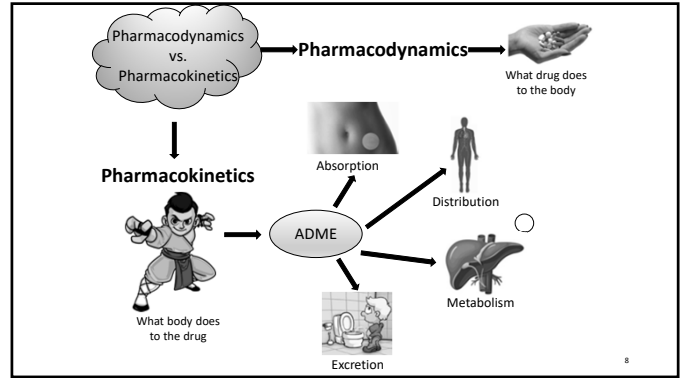 Pharmacodynamics
vs.
Pharmacokinetics
Pharmacodynamics
What drug does
to the body
Pharmacokinetics
Absorption
Distribution
ADME
Metabolism
What body does
to the drug
Excretion
8